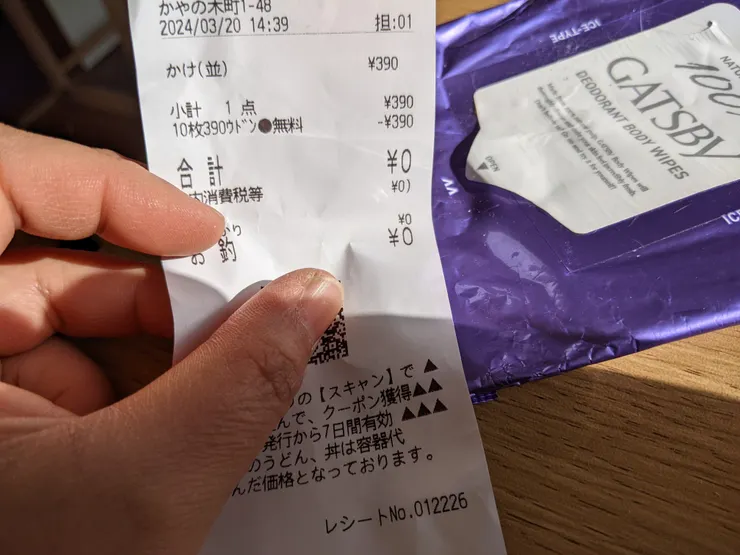 かやの木町1-48
2024/03/20 14:39 担:01
かけ(並) ¥390
小計 1点 ¥390
10枚390ウドン●無料 -¥390
合計 ¥0
内消費税等 ¥0)
¥0
お釣 ¥0
の【スキャン】で▲
んで、クーポン獲得▲▲
発行から7日間有効▲▲▲
のうどん、丼は容器代
んだ価格となっております。
レシートNo.012226
ICE-TYPE
GATSBY
DEODORANT BODY WIPES
OPEN